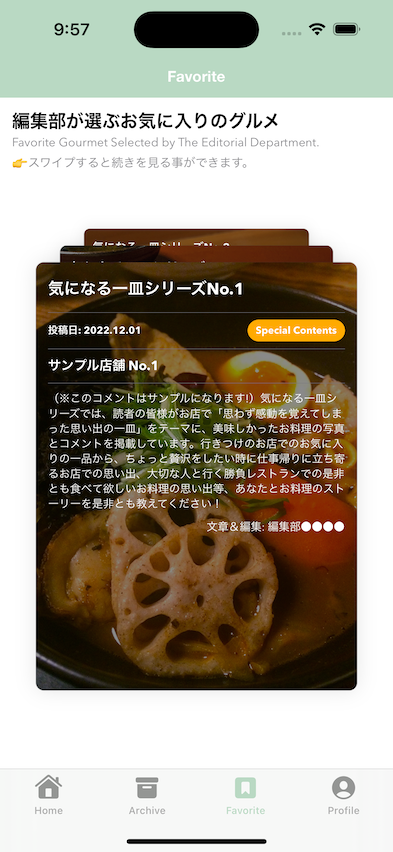 9:57
Favorite
編集部が選ぶお気に入りのグルメ
Favorite Gourmet Selected by The Editorial Department.
👉スワイプすると続きを見る事ができます。
気になる一皿シリーズNo.1
投稿日: 2022.12.01
Special Contents
サンプル店舗 No.1
（※このコメントはサンプルになります!）気になる一皿シ
リーズでは、読者の皆様がお店で「思わず感動を覚えてしま
った思い出の一皿」をテーマに、美味しかったお料理の写真
とコメントを掲載しています。行きつけのお店でのお気に入
りの一品から、ちょっと贅沢をしたい時に仕事帰りに立ち寄
るお店での思い出、大切な人と行く勝負レストランでの是非
とも食べて欲しいお料理の思い出等、あなたとお料理のスト
ーリーを是非とも教えてください！
文章＆編集: 編集部●●●●
Home
Archive
Favorite
Profile